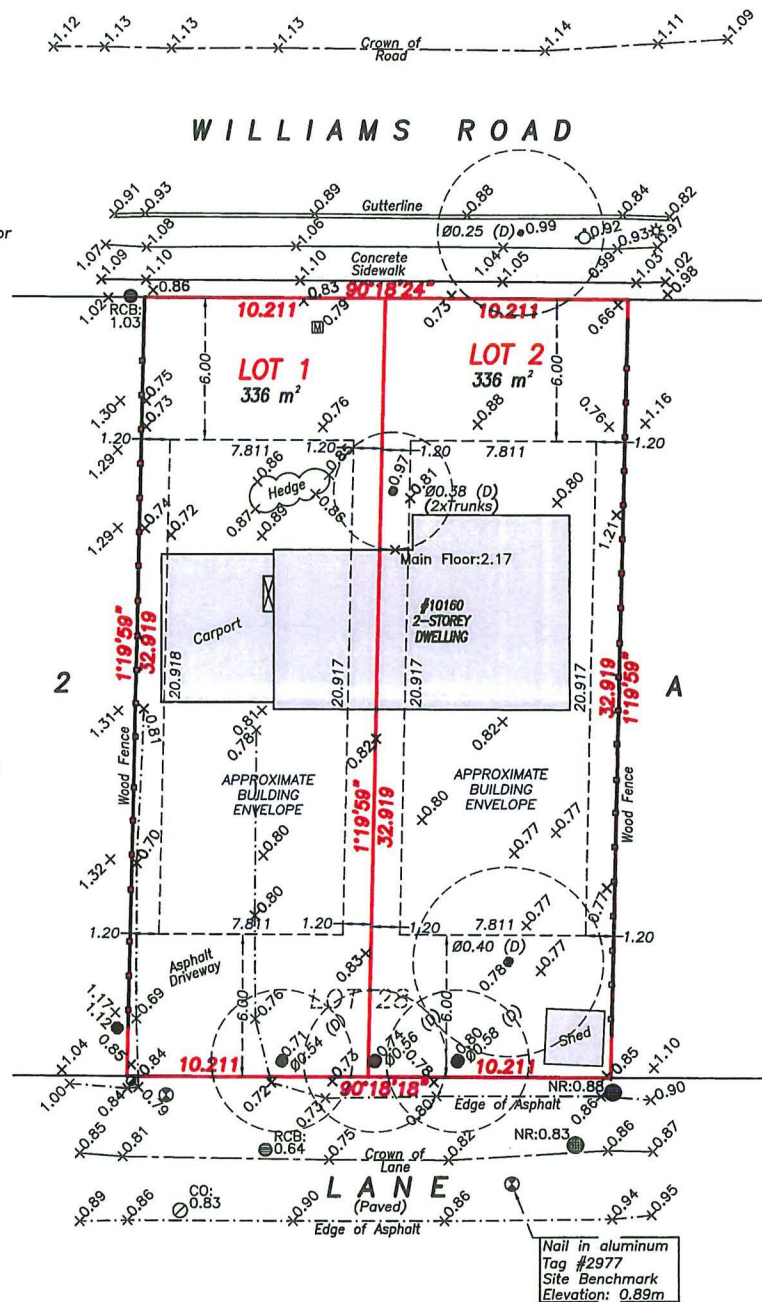 1.12
1.13
1.13
1.13
1.14
1.11
1.09
Crown of
Road
WILLIAMS ROAD
0.91
0.93
0.89
0.88
0.84
0.82
Gutterline
or
1.07
1.08
1.06
Ø0.25 (D)
0.99
0.92
0.93
0.97
Concrete
Sidewalk
1.04
0.99
1.09
1.10
1.10
1.05
1.03
1.02
1.02
0.86
0.83
90°18'24"
0.73
0.66
0.98
RCB:
1.03
10.211
0.79
10.211
M
LOT 1
336 m²
LOT 2
336 m²
6.00
6.00
1.30
0.75
0.73
0.76
0.88
0.76
1.16
1.20
7.811
1.20
1.20
7.811
1.20
1.29
0.86
0.85
0.97
0.81
0.80
Hedge
Ø0.38 (D)
(2xTrunks)
0.87
0.86
1.21
1.29
0.74
0.72
0.89
Main Floor:2.17
#10160
2-STOREY
DWELLING
Carport
1°19'59"
32.919
20.918
20.917
20.917
20.917
32.919
1°19'59"
2
A
1.31
0.81
0.81
0.78
0.82
0.82
Wood Fence
Wood Fence
APPROXIMATE
BUILDING
ENVELOPE
APPROXIMATE
BUILDING
ENVELOPE
1°19'59"
32.919
0.80
0.77
0.77
1.32
0.70
0.80
0.80
0.77
0.77
1.20
7.811
1.20
1.20
7.811
1.20
Ø0.40 (D)
0.78
0.77
Asphalt
Driveway
0.83
6.00
6.00
1.17
1.12
0.69
0.76
Shed
0.71
Ø0.54 (D)
0.74
Ø0.56 (D)
0.80
Ø0.58 (D)
0.85
1.04
0.84
10.211
0.73
0.78
10.211
0.85
1.10
1.00
0.84
0.79
0.72
0.73
90°18'18"
0.80
Edge of Asphalt
NR:0.88
0.86
0.90
0.85
0.81
RCB:
0.64
0.75
Crown of
Lane
0.82
NR:0.83
0.86
0.87
LANE
(Paved)
0.89
0.86
CO:
0.83
0.90
0.86
0.94
0.95
Edge of Asphalt
Nail in aluminum
Tag #2977
Site Benchmark
Elevation: 0.89m